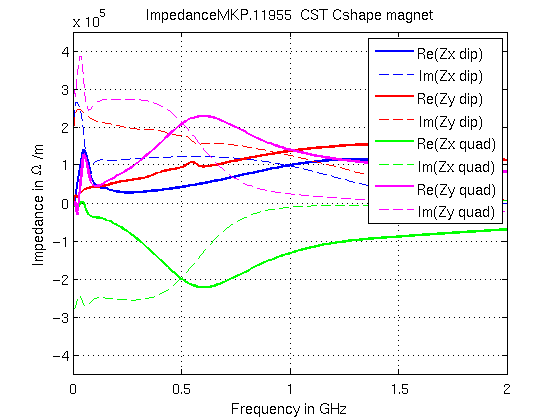 ImpedanceMKP.11955 CST Cshape magnet
x 10^5
4
3
2
1
0
−1
−2
−3
−4
Impedance in Ω /m
Re(Zx dip)
Im(Zx dip)
Re(Zy dip)
Im(Zy dip)
Re(Zx quad)
Im(Zx quad)
Re(Zy quad)
Im(Zy quad)
0 0.5 1 1.5 2
Frequency in GHz